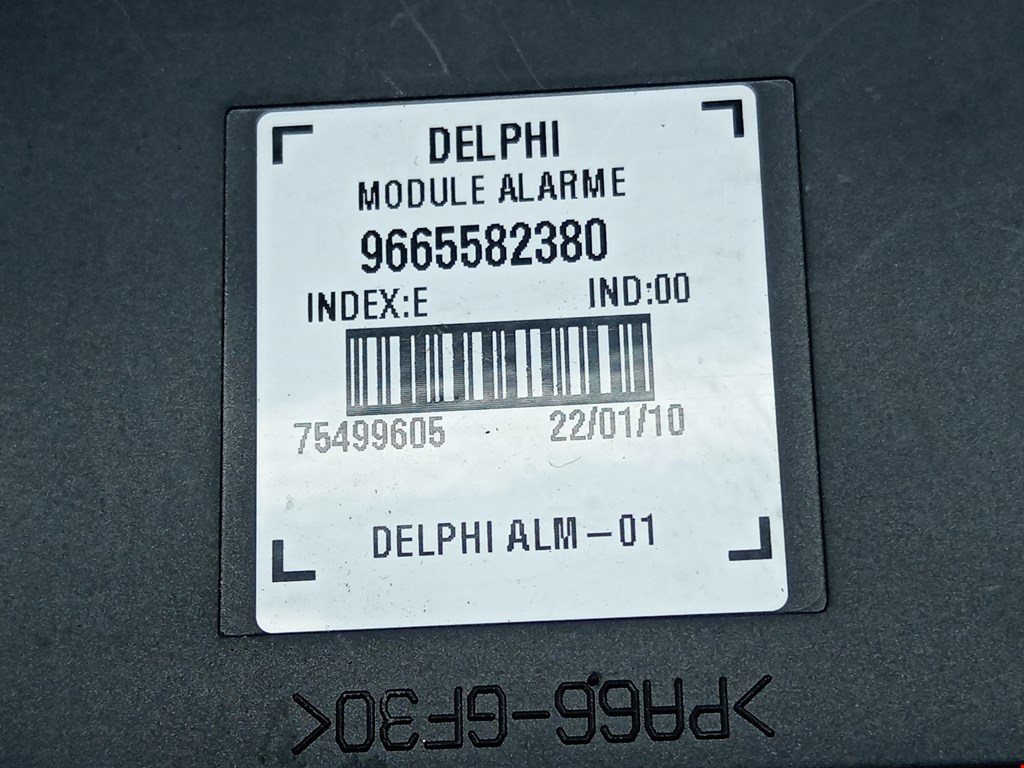 DELPHI
MODULE ALARME
9665582380
INDEX:E IND:00
75499605 22/01/10
DELPHI ALM-01
>PA66-GF30<